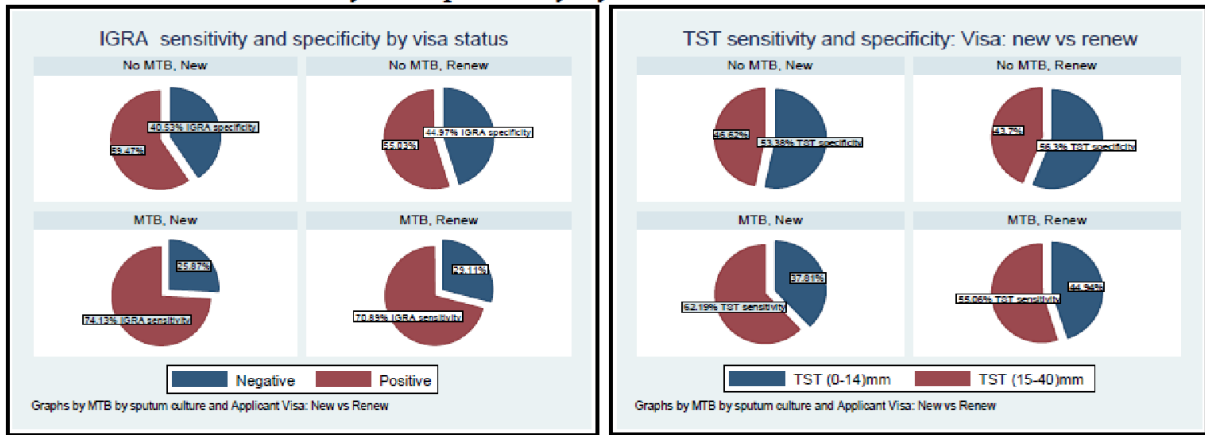 IGRA sensitivity and specificity by visa status
No MTB, New
No MTB, Renew
40.53% IGRA specificity
59.47%
44.97% IGRA specificity
55.03%
MTB, New
MTB, Renew
25.87%
74.13% IGRA sensitivity
29.11%
70.89% IGRA sensitivity
Negative
Positive
Graphs by MTB by sputum culture and Applicant Visa: New vs Renew
TST sensitivity and specificity: Visa: new vs renew
No MTB, New
No MTB, Renew
46.62%
53.38% TST specificity
43.7%
56.3% TST specificity
MTB, New
MTB, Renew
37.81%
62.19% TST sensitivity
44.94%
55.06% TST sensitivity
TST (0-14)mm
TST (15-40)mm
Graphs by MTB by sputum culture and Applicant Visa: New vs Renew